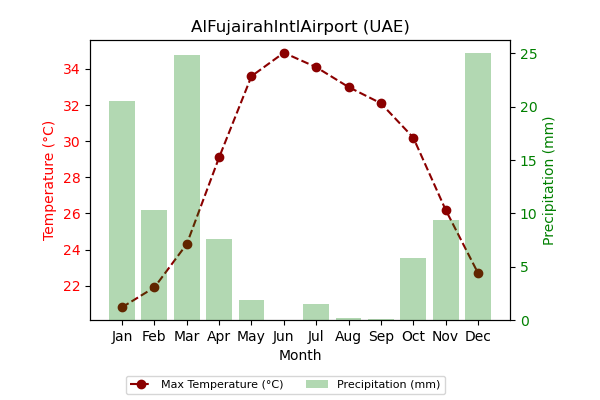 AlFujairahIntlAirport (UAE)
Temperature (°C)
34
32
30
28
26
24
22
25
20
15
10
5
0
Precipitation (mm)
Jan Feb Mar Apr May Jun Jul Aug Sep Oct Nov Dec
Month
Max Temperature (°C) Precipitation (mm)